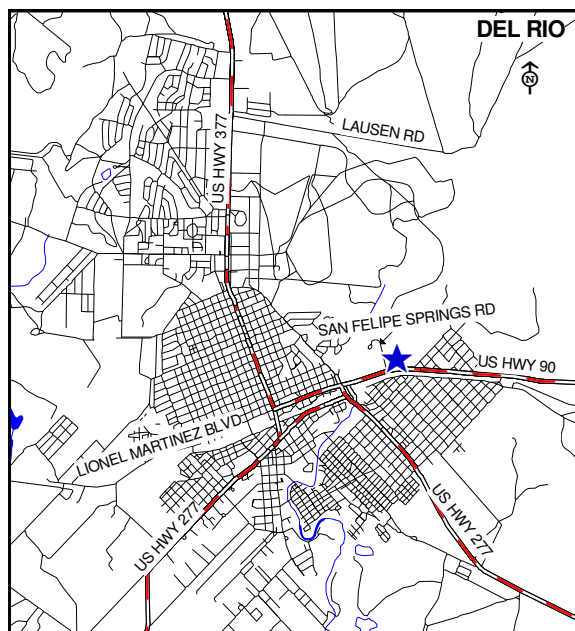 DEL RIO
N
LAUSEN RD
US HWY 377
SAN FELIPE SPRINGS RD
US HWY 90
LIONEL MARTINEZ BLVD
US HWY 277
US HWY 277